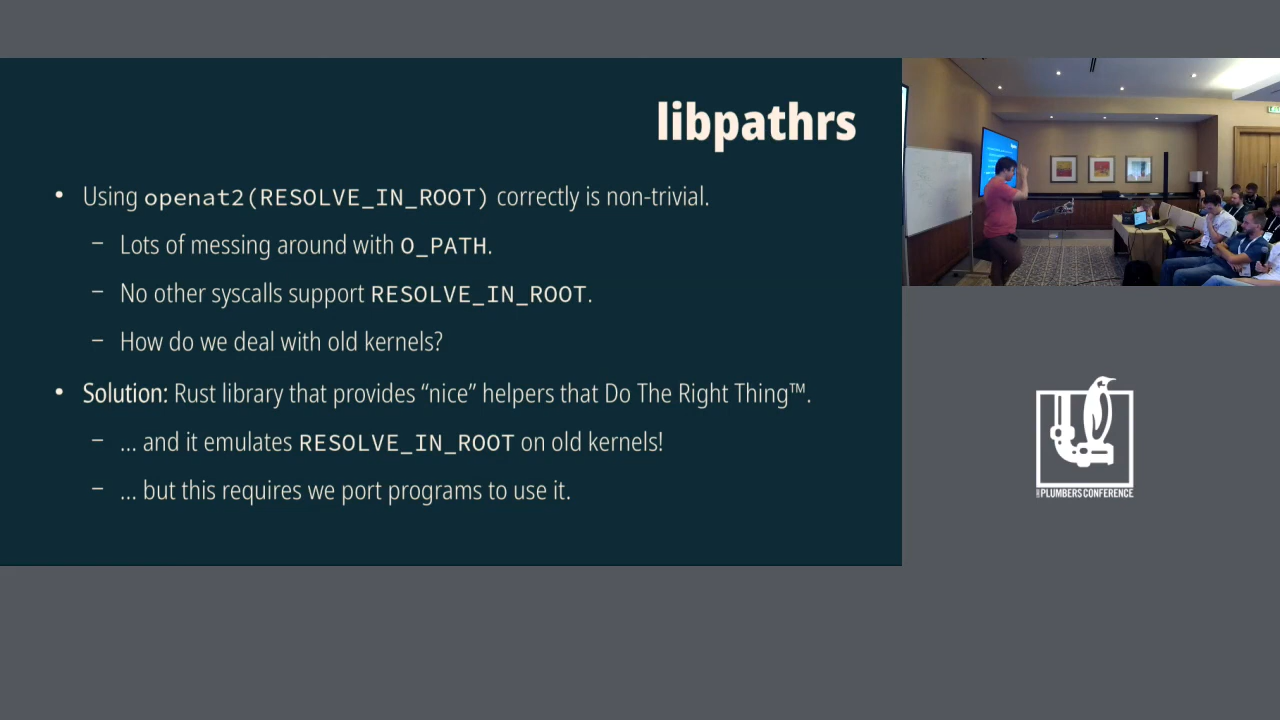 libpathrs
• Using openat2(RESOLVE_IN_ROOT) correctly is non-trivial.
– Lots of messing around with O_PATH.
– No other syscalls support RESOLVE_IN_ROOT.
– How do we deal with old kernels?
• Solution: Rust library that provides “nice” helpers that Do The Right Thing™.
– … and it emulates RESOLVE_IN_ROOT on old kernels!
– … but this requires we port programs to use it.
PLUMBERS CONFERENCE